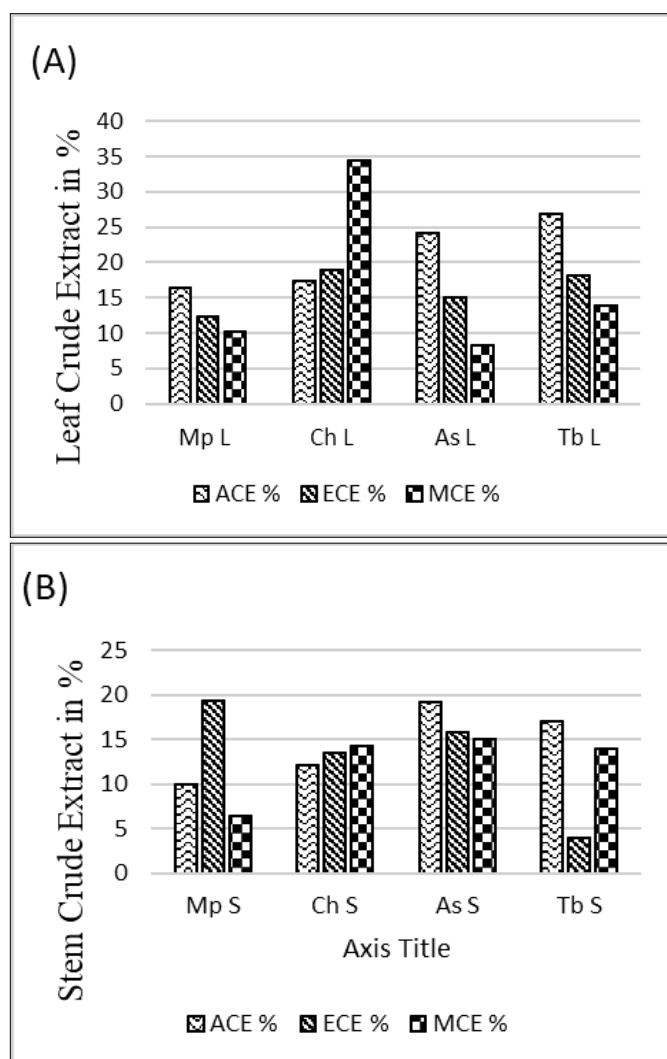 (A)
Leaf Crude Extract in %
40
35
30
25
20
15
10
5
0
Mp L Ch L As L Tb L
ACE % ECE % MCE %
(B)
Stem Crude Extract in %
25
20
15
10
5
0
Mp S Ch S As S Tb S
Axis Title
ACE % ECE % MCE %